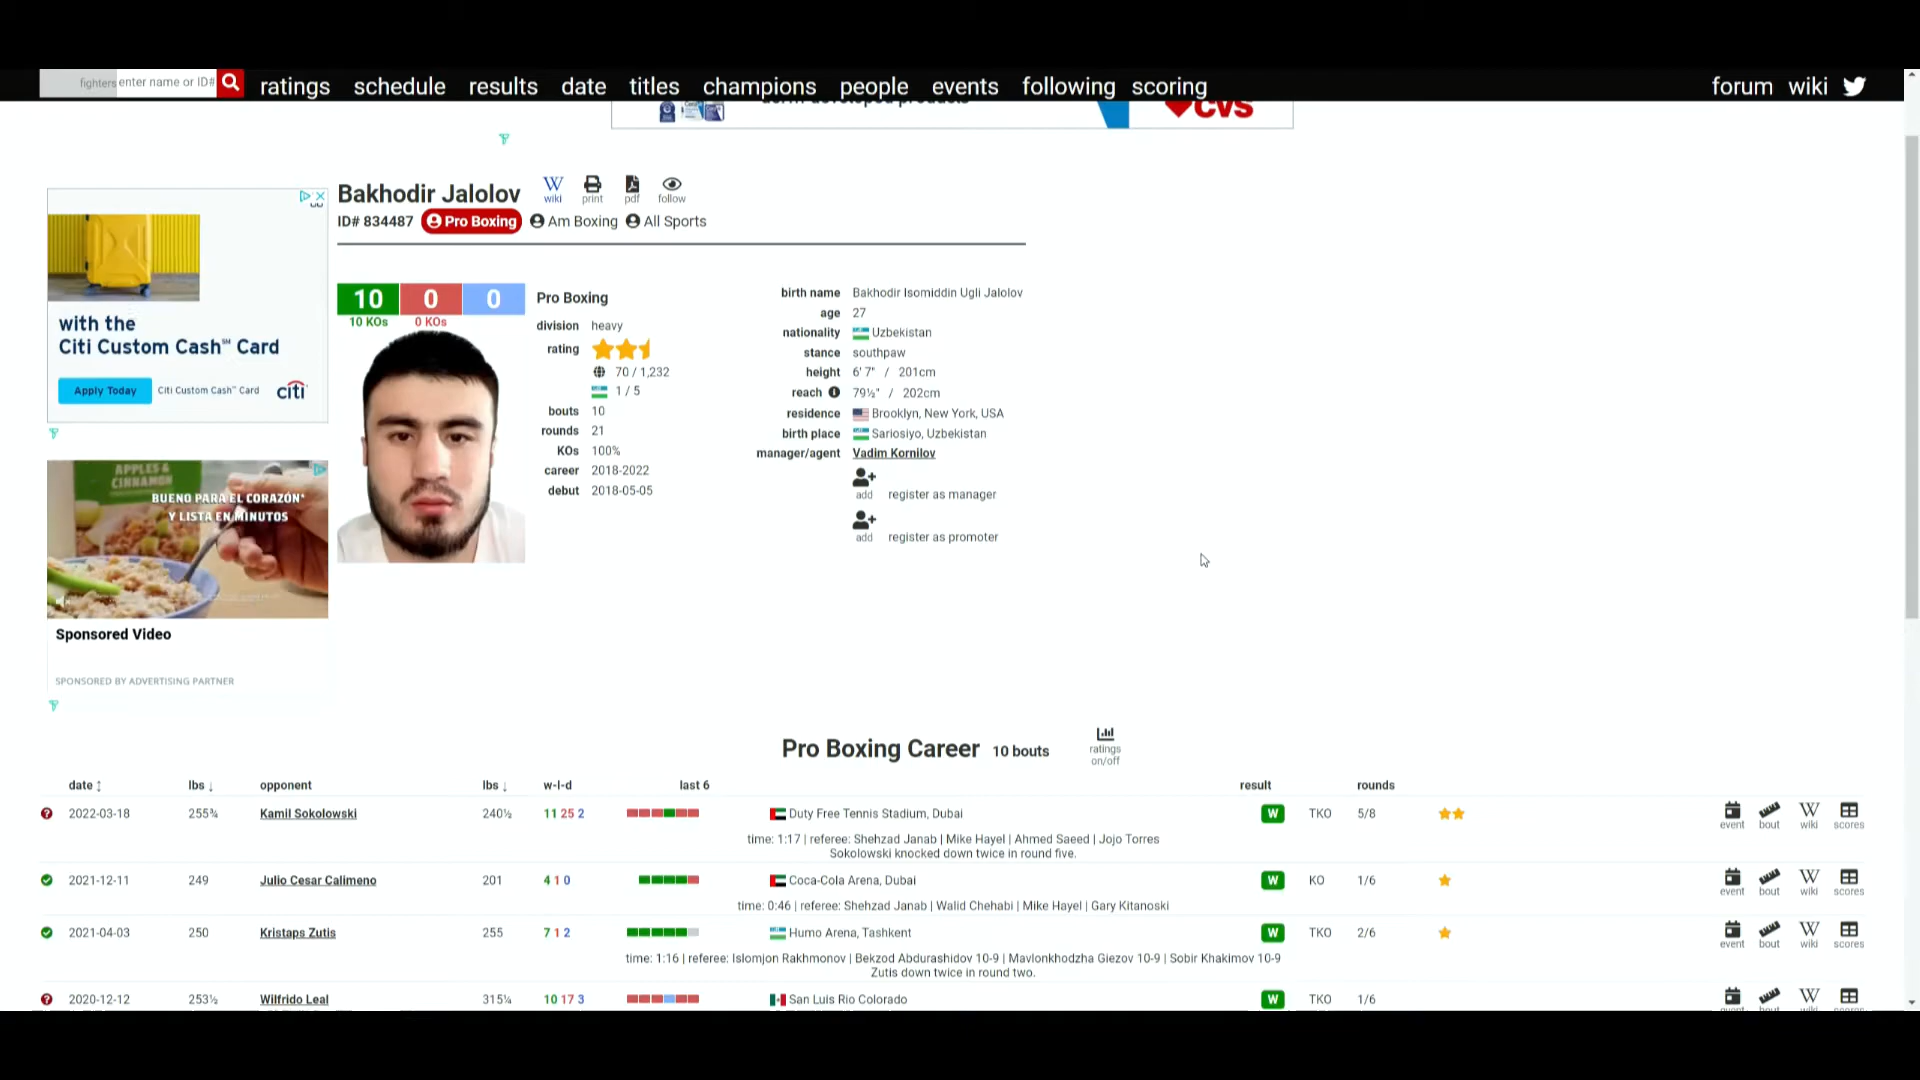 fighters enter name or ID#
ratings schedule results date titles champions people events following scoring forum wiki
CVS
Bakhodir Jalolov
wiki print pdf follow
ID# 834487 Pro Boxing Am Boxing All Sports
with the
Citi Custom Cash℠ Card
Apply Today Citi Custom Cash℠ Card citi
APPLES &
CINNAMON
BUENO PARA EL CORAZÓN*
Y LISTA EN MINUTOS
Sponsored Video
SPONSORED BY ADVERTISING PARTNER
10 0 0
10 KOs 0 KOs
Pro Boxing
division heavy
rating
70 / 1,232
1 / 5
bouts 10
rounds 21
KOs 100%
career 2018-2022
debut 2018-05-05
birth name Bakhodir Isomiddin Ugli Jalolov
age 27
nationality Uzbekistan
stance southpaw
height 6' 7" / 201cm
reach 79½" / 202cm
residence Brooklyn, New York, USA
birth place Sariosiyo, Uzbekistan
manager/agent Vadim Kornilov
add register as manager
add register as promoter
Pro Boxing Career 10 bouts
ratings
on/off
date lbs opponent lbs w-l-d last 6 result rounds
2022-03-18 255¾ Kamil Sokolowski 240½ 11 25 2 Duty Free Tennis Stadium, Dubai W TKO 5/8
event bout wiki scores
time: 1:17 | referee: Shehzad Janab | Mike Hayel | Ahmed Saeed | Jojo Torres
Sokolowski knocked down twice in round five.
2021-12-11 249 Julio Cesar Calimeno 201 4 1 0 Coca-Cola Arena, Dubai W KO 1/6
event bout wiki scores
time: 0:46 | referee: Shehzad Janab | Walid Chehabi | Mike Hayel | Gary Kitanoski
2021-04-03 250 Kristaps Zutis 255 7 1 2 Humo Arena, Tashkent W TKO 2/6
event bout wiki scores
time: 1:16 | referee: Islomjon Rakhmonov | Bekzod Abdurashidov 10-9 | Mavlonkhodzha Giezov 10-9 | Sobir Khakimov 10-9
Zutis down twice in round two.
2020-12-12 253½ Wilfrido Leal 315¼ 10 17 3 San Luis Rio Colorado W TKO 1/6